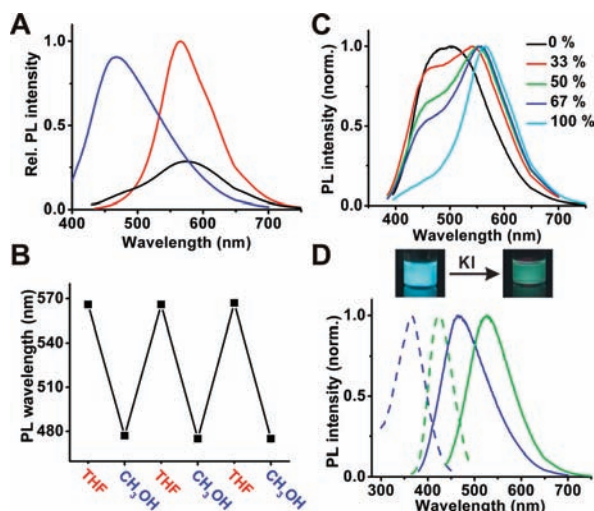 A
Rel. PL intensity
1.0
0.5
0.0
400 500 600 700
Wavelength (nm)
C
PL intensity (norm.)
1.0
0.5
0.0
0 %
33 %
50 %
67 %
100 %
400 500 600 700
Wavelength (nm)
B
PL wavelength (nm)
570
540
510
480
THF
CH3OH
THF
CH3OH
THF
CH3OH
D
KI
PL intensity (norm.)
1.0
0.5
0.0
300 400 500 600 700
Wavelength (nm)